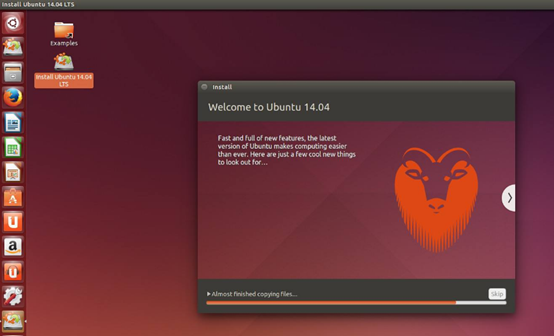 Install Ubuntu 14.04 LTS
Examples
Install Ubuntu 14.04
LTS
Install
Welcome to Ubuntu 14.04
Fast and full of new features, the latest
version of Ubuntu makes computing easier
than ever. Here are just a few cool new things
to look out for...
Almost finished copying files...
Skip